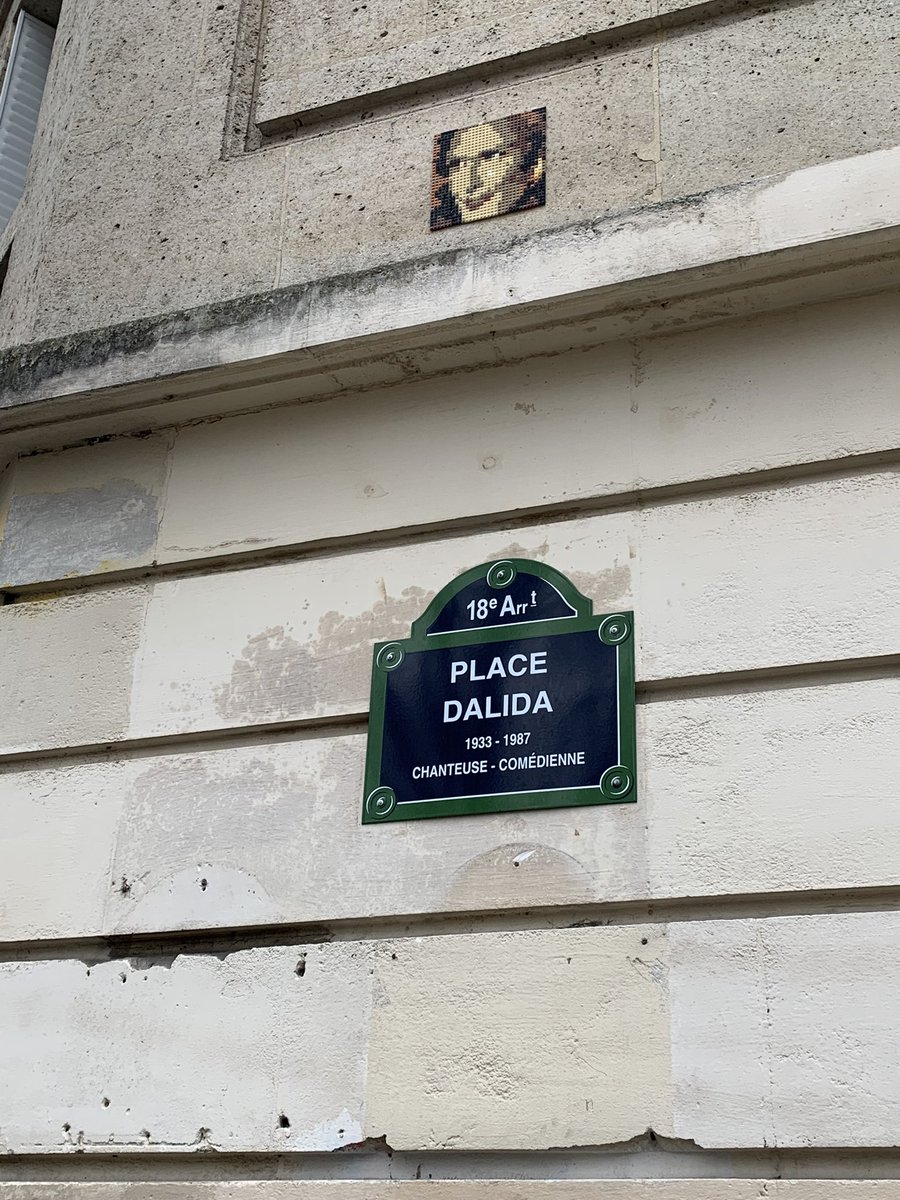 18e Arrt
PLACE
DALIDA
1933 - 1987
CHANTEUSE - COMÉDIENNE